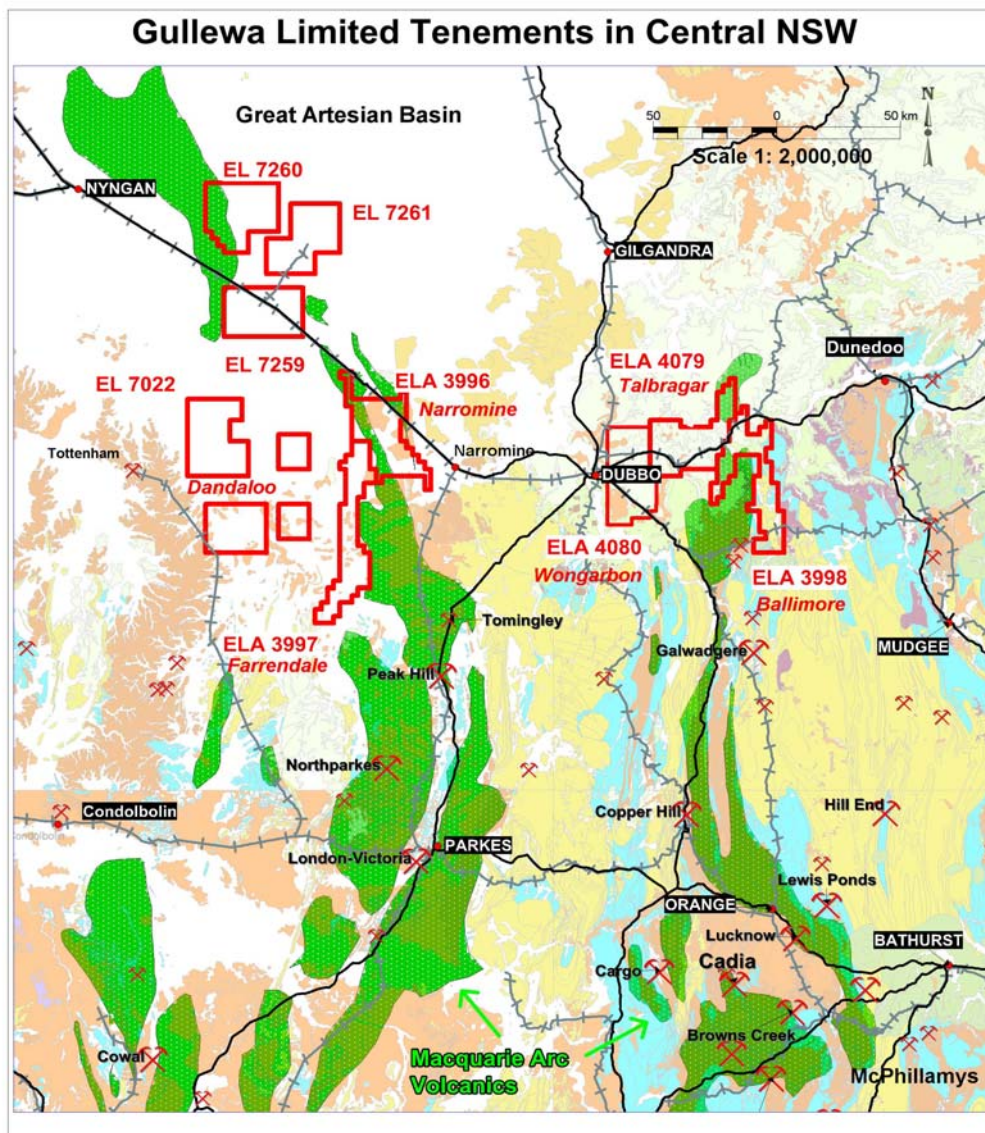 Gullewa Limited Tenements in Central NSW
Great Artesian Basin
N
50 0 50 km
Scale 1: 2,000,000
NYNGAN
EL 7260
EL 7261
GILGANDRA
EL 7259
EL 7022
ELA 3996
Narromine
ELA 4079
Talbragar
Dunedoo
Tottenham
Narromine
DUBBO
Dandaloo
ELA 4080
Wongarbon
ELA 3998
Ballimore
ELA 3997
Farrendale
Tomingley
Galwadgere
MUDGEE
Peak Hill
Northparkes
Condolbolin
Copper Hill
Hill End
London-Victoria
PARKES
Lewis Ponds
ORANGE
Lucknow
BATHURST
Cargo
Cadia
Browns Creek
Cowal
Macquarie Arc
Volcanics
McPhillamys